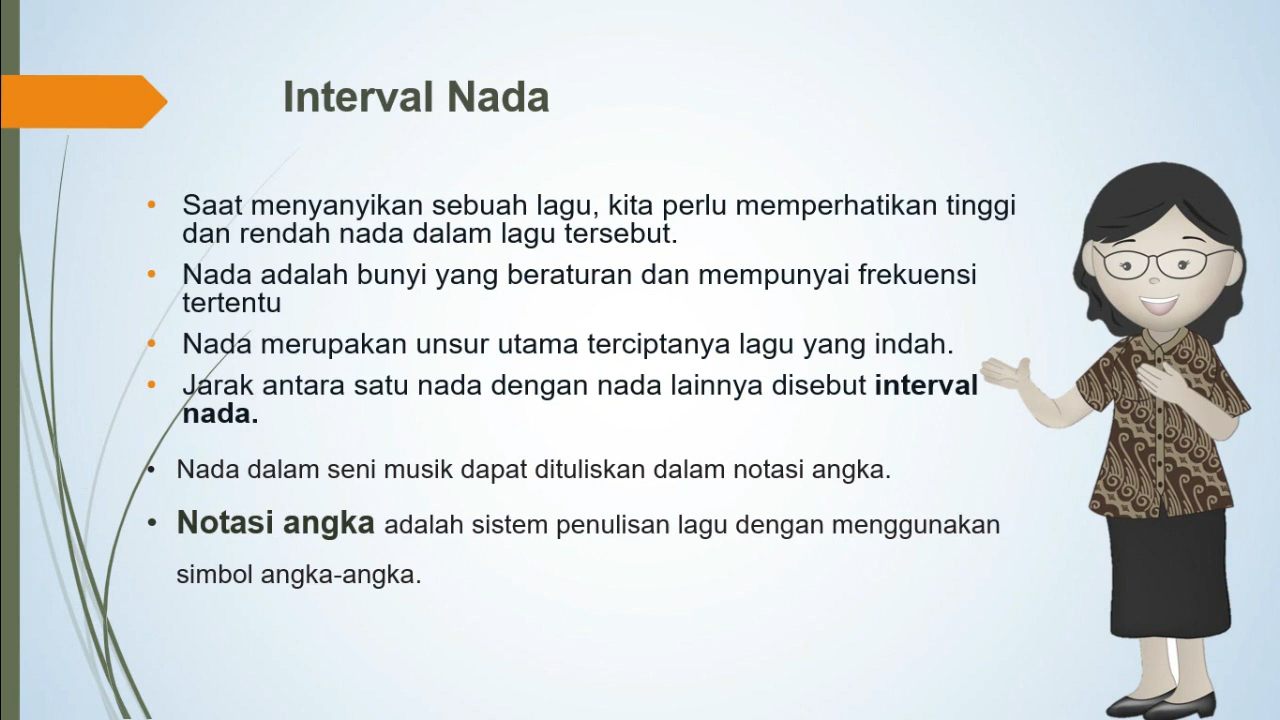 Interval Nada
• Saat menyanyikan sebuah lagu, kita perlu memperhatikan tinggi
dan rendah nada dalam lagu tersebut.
• Nada adalah bunyi yang beraturan dan mempunyai frekuensi
tertentu
• Nada merupakan unsur utama terciptanya lagu yang indah.
• Jarak antara satu nada dengan nada lainnya disebut interval
nada.
• Nada dalam seni musik dapat dituliskan dalam notasi angka.
• Notasi angka adalah sistem penulisan lagu dengan menggunakan
simbol angka-angka.